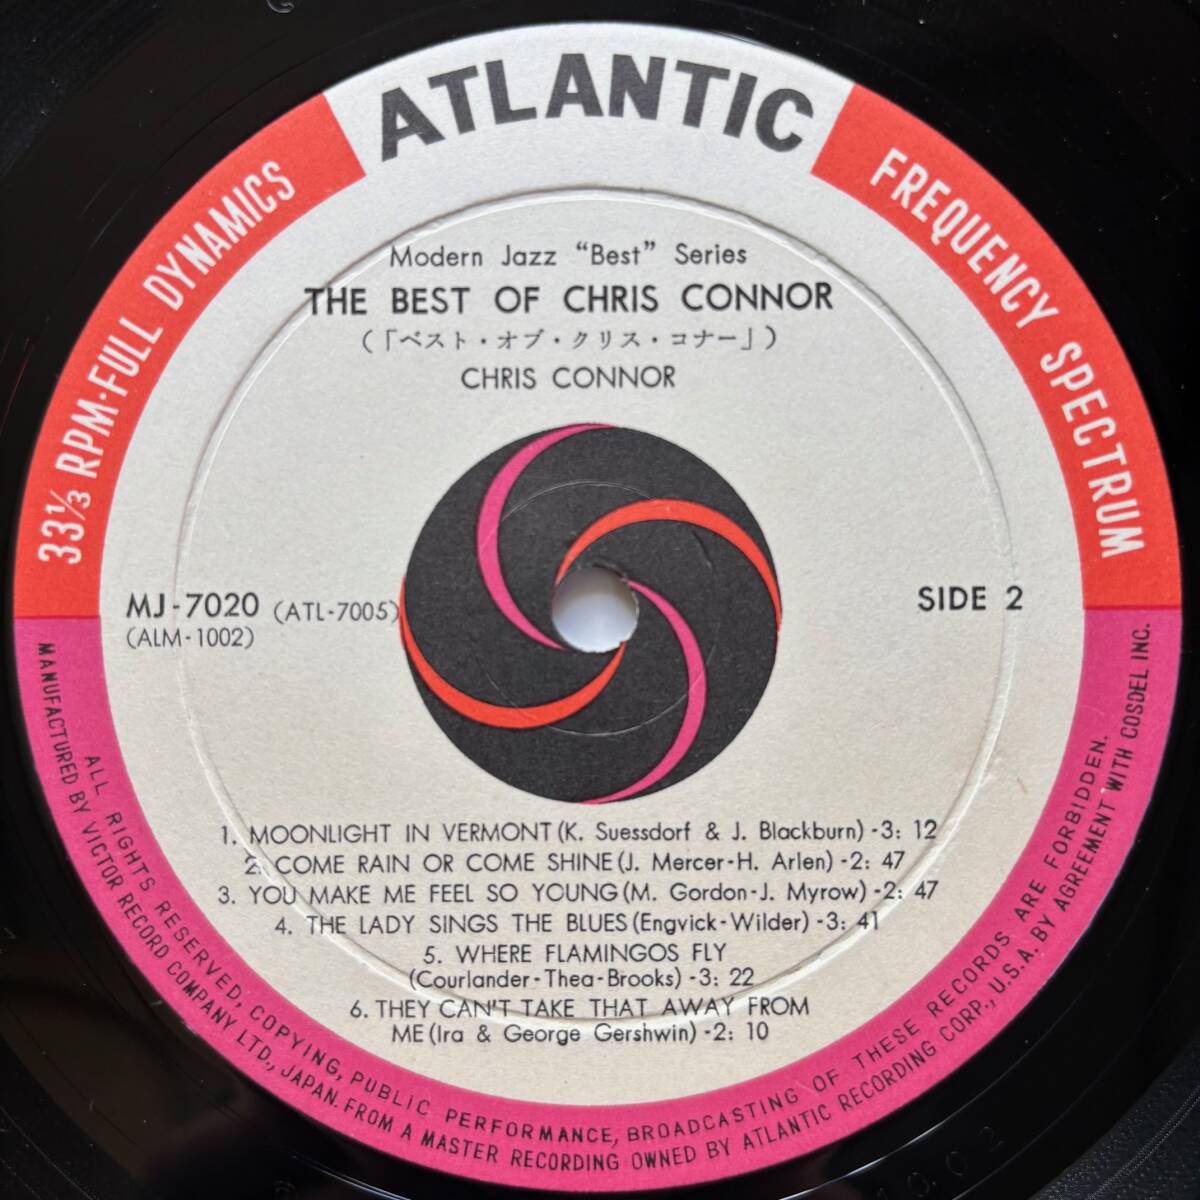 ATLANTIC
33⅓ RPM·FULL DYNAMICS
FREQUENCY SPECTRUM
Modern Jazz “Best” Series
THE BEST OF CHRIS CONNOR
(「ベスト・オブ・クリス・コナー」)
CHRIS CONNOR
MJ-7020 (ATL-7005)
(ALM-1002)
SIDE 2
1. MOONLIGHT IN VERMONT (K. Suessdorf & J. Blackburn) -3: 12
2. COME RAIN OR COME SHINE (J. Mercer-H. Arlen) -2: 47
3. YOU MAKE ME FEEL SO YOUNG (M. Gordon-J. Myrow) -2: 47
4. THE LADY SINGS THE BLUES (Engvick-Wilder) -3: 41
5. WHERE FLAMINGOS FLY
(Courlander-Thea-Brooks) -3: 22
6. THEY CAN'T TAKE THAT AWAY FROM
ME (Ira & George Gershwin) -2: 10
ALL RIGHTS RESERVED, COPYING, PUBLIC PERFORMANCE, BROADCASTING OF THESE RECORDS ARE FORBIDDEN.
MANUFACTURED BY VICTOR RECORD COMPANY LTD., JAPAN. FROM A MASTER RECORDING OWNED BY ATLANTIC RECORDING CORP., U.S.A. BY AGREEMENT WITH COSDEL INC.